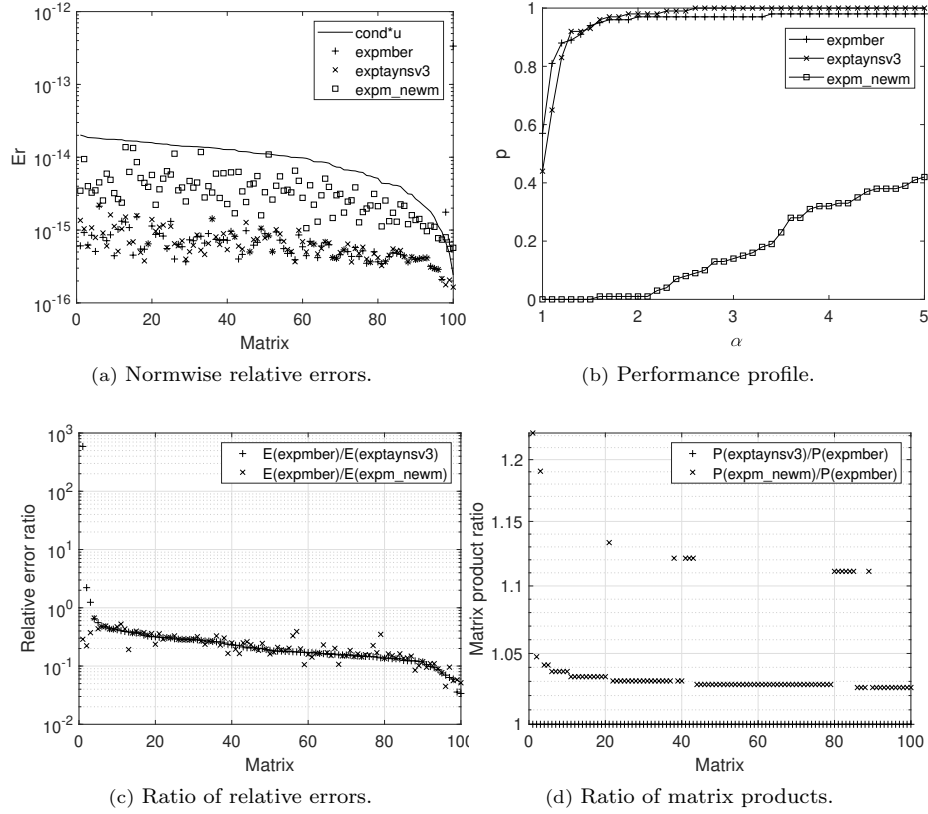 10^-12
10^-13
10^-14
10^-15
10^-16
Er
cond*u
expmber
exptaynsv3
expm_newm
0 20 40 60 80 100
Matrix
(a) Normwise relative errors.
1
0.8
0.6
0.4
0.2
0
p
expmber
exptaynsv3
expm_newm
1 2 3 4 5
α
(b) Performance profile.
10^3
10^2
10^1
10^0
10^-1
10^-2
Relative error ratio
E(expmber)/E(exptaynsv3)
E(expmber)/E(expm_newm)
0 20 40 60 80 100
Matrix
(c) Ratio of relative errors.
1.2
1.15
1.1
1.05
1
Matrix product ratio
P(exptaynsv3)/P(expmber)
P(expm_newm)/P(expmber)
0 20 40 60 80 100
Matrix
(d) Ratio of matrix products.